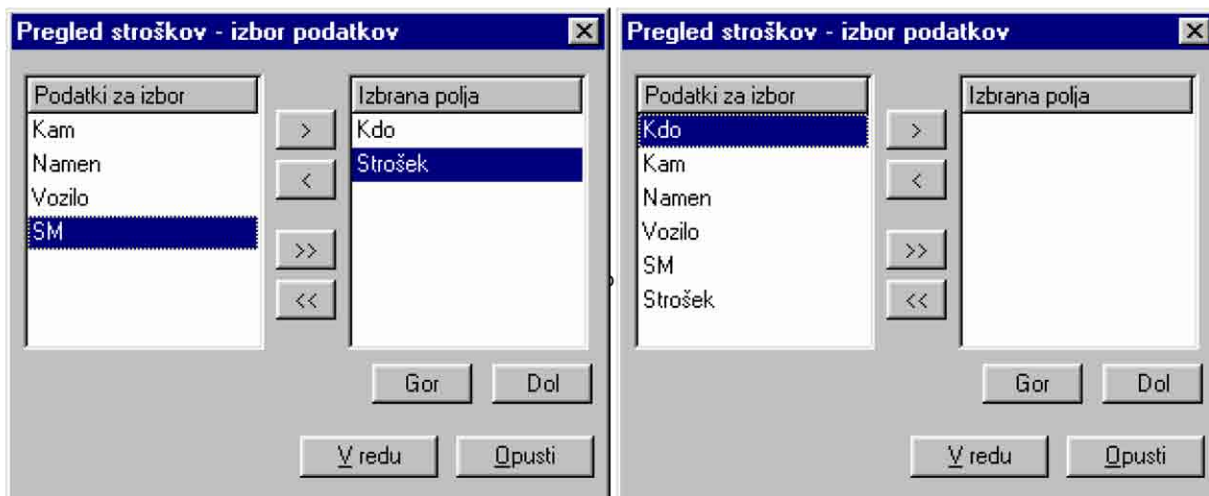 Pregled stroškov - izbor podatkov
Podatki za izbor
Kam
Namen
Vozilo
SM
>
<
>>
<<
Izbrana polja
Kdo
Strošek
Gor
Dol
V redu
Opusti
Pregled stroškov - izbor podatkov
Podatki za izbor
Kdo
Kam
Namen
Vozilo
SM
Strošek
>
<
>>
<<
Izbrana polja
Gor
Dol
V redu
Opusti